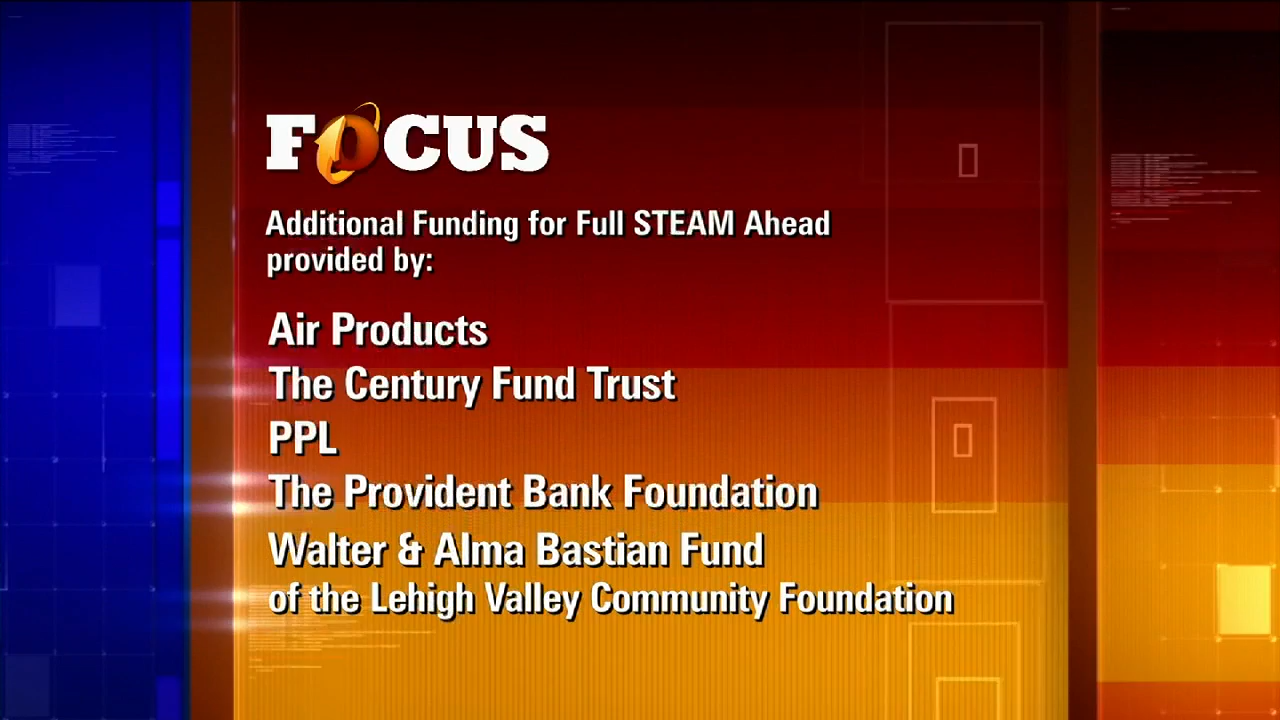 FOCUS
Additional Funding for Full STEAM Ahead
provided by:
Air Products
The Century Fund Trust
PPL
The Provident Bank Foundation
Walter & Alma Bastian Fund
of the Lehigh Valley Community Foundation